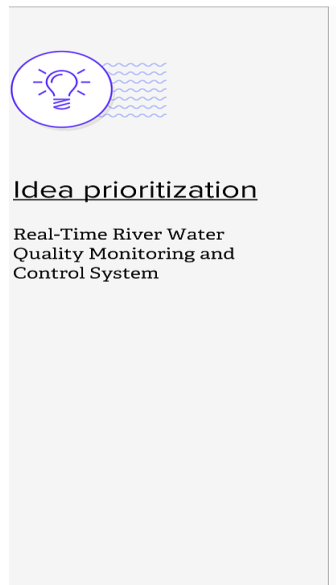 Idea prioritization
Real-Time River Water
Quality Monitoring and
Control System